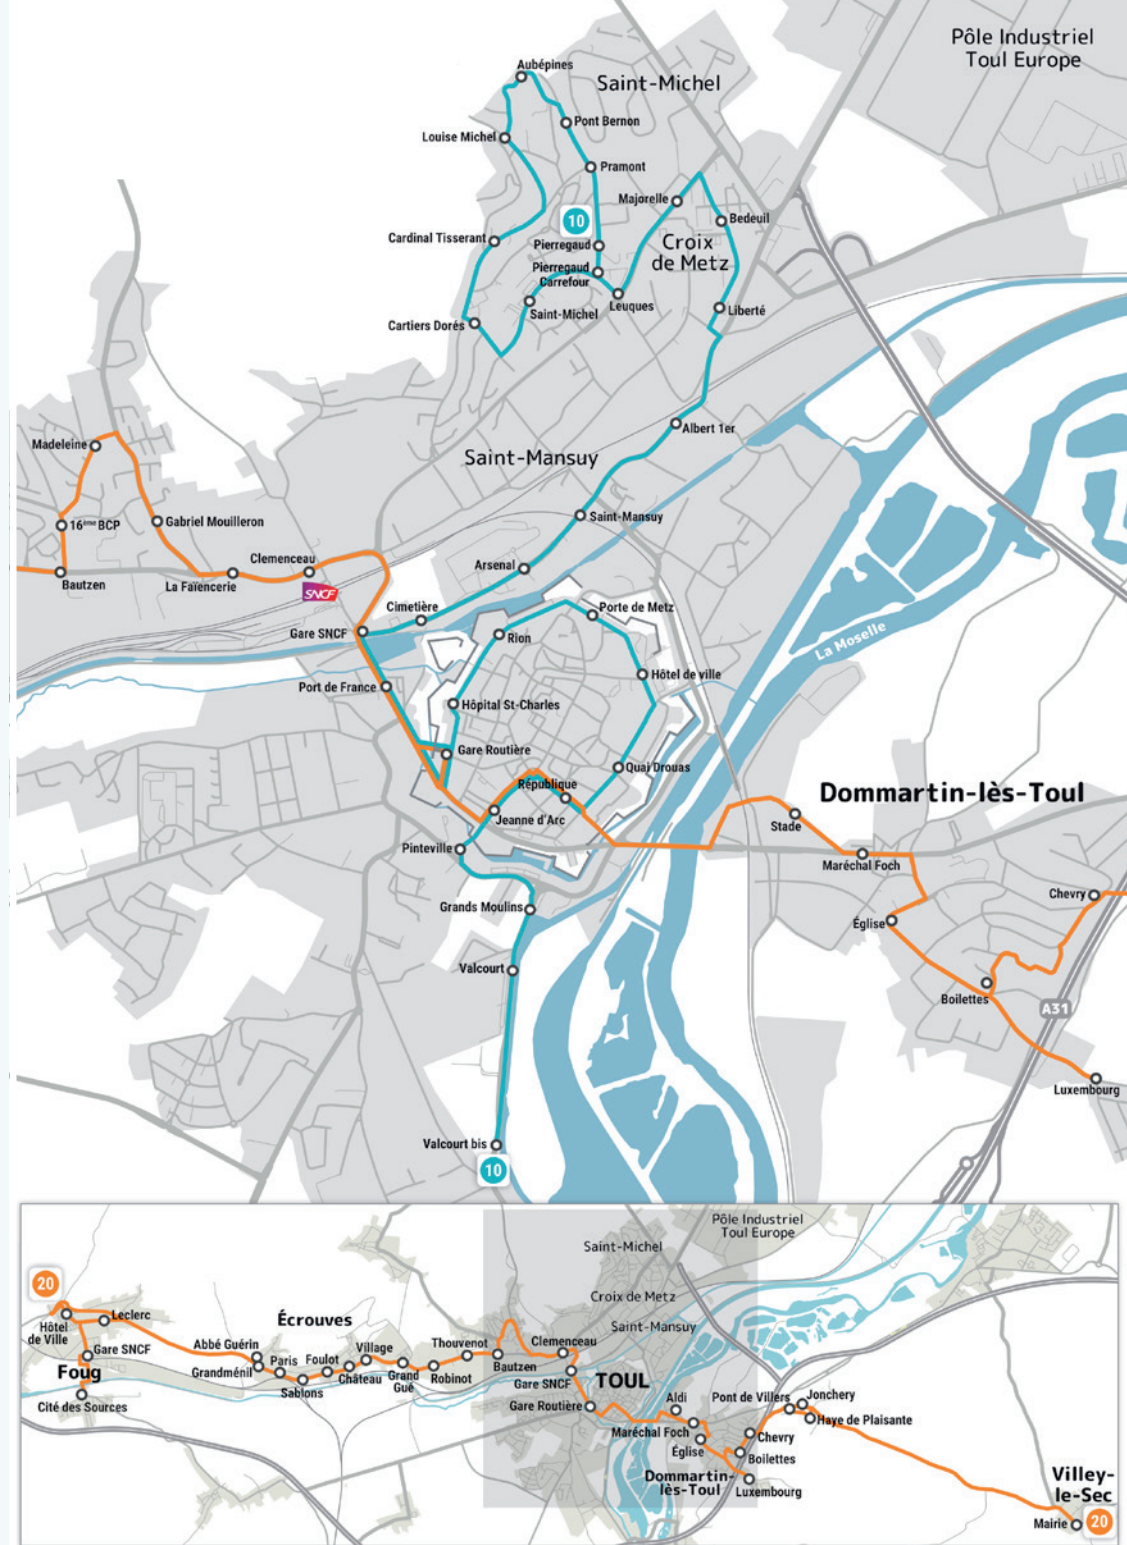 Pôle Industriel
Toul Europe
Aubépines
Saint-Michel
Pont Bernon
Louise Michel
Pramont
Majorelle
10
Bedeuil
Cardinal Tisserant
Pierregaud
Croix
de Metz
Pierregaud
Carrefour
Leuques
Saint-Michel
Liberté
Cartiers Dorés
Albert 1er
Madeleine
Saint-Mansuy
16ème BCP
Gabriel Mouilleron
Saint-Mansuy
Clemenceau
Arsenal
Bautzen
La Faïencerie
SNCF
Cimetière
Porte de Metz
Gare SNCF
Rion
La Moselle
Hôtel de ville
Port de France
Hôpital St-Charles
Gare Routière
Quai Drouas
République
Dommartin-lès-Toul
Jeanne d'Arc
Stade
Pinteville
Maréchal Foch
Chevry
Grands Moulins
Église
Valcourt
Boilettes
A31
Luxembourg
Valcourt bis
10
Pôle Industriel
Toul Europe
Saint-Michel
20
Croix de Metz
Leclerc
Hôtel
de Ville
Écrouves
Saint-Mansuy
Abbé Guérin
Village
Thouvenot
Clemenceau
Gare SNCF
Foug
Grandménil
Paris
Foulot
Château
Grand
Gué
Robinot
Bautzen
Sablons
Gare SNCF
TOUL
Cité des Sources
Gare Routière
Aldi
Pont de Villers
Jonchery
Haye de Plaisante
Maréchal Foch
Chevry
Église
Boilettes
Dommartin-
lès-Toul
Luxembourg
Villey-
le-Sec
Mairie
20